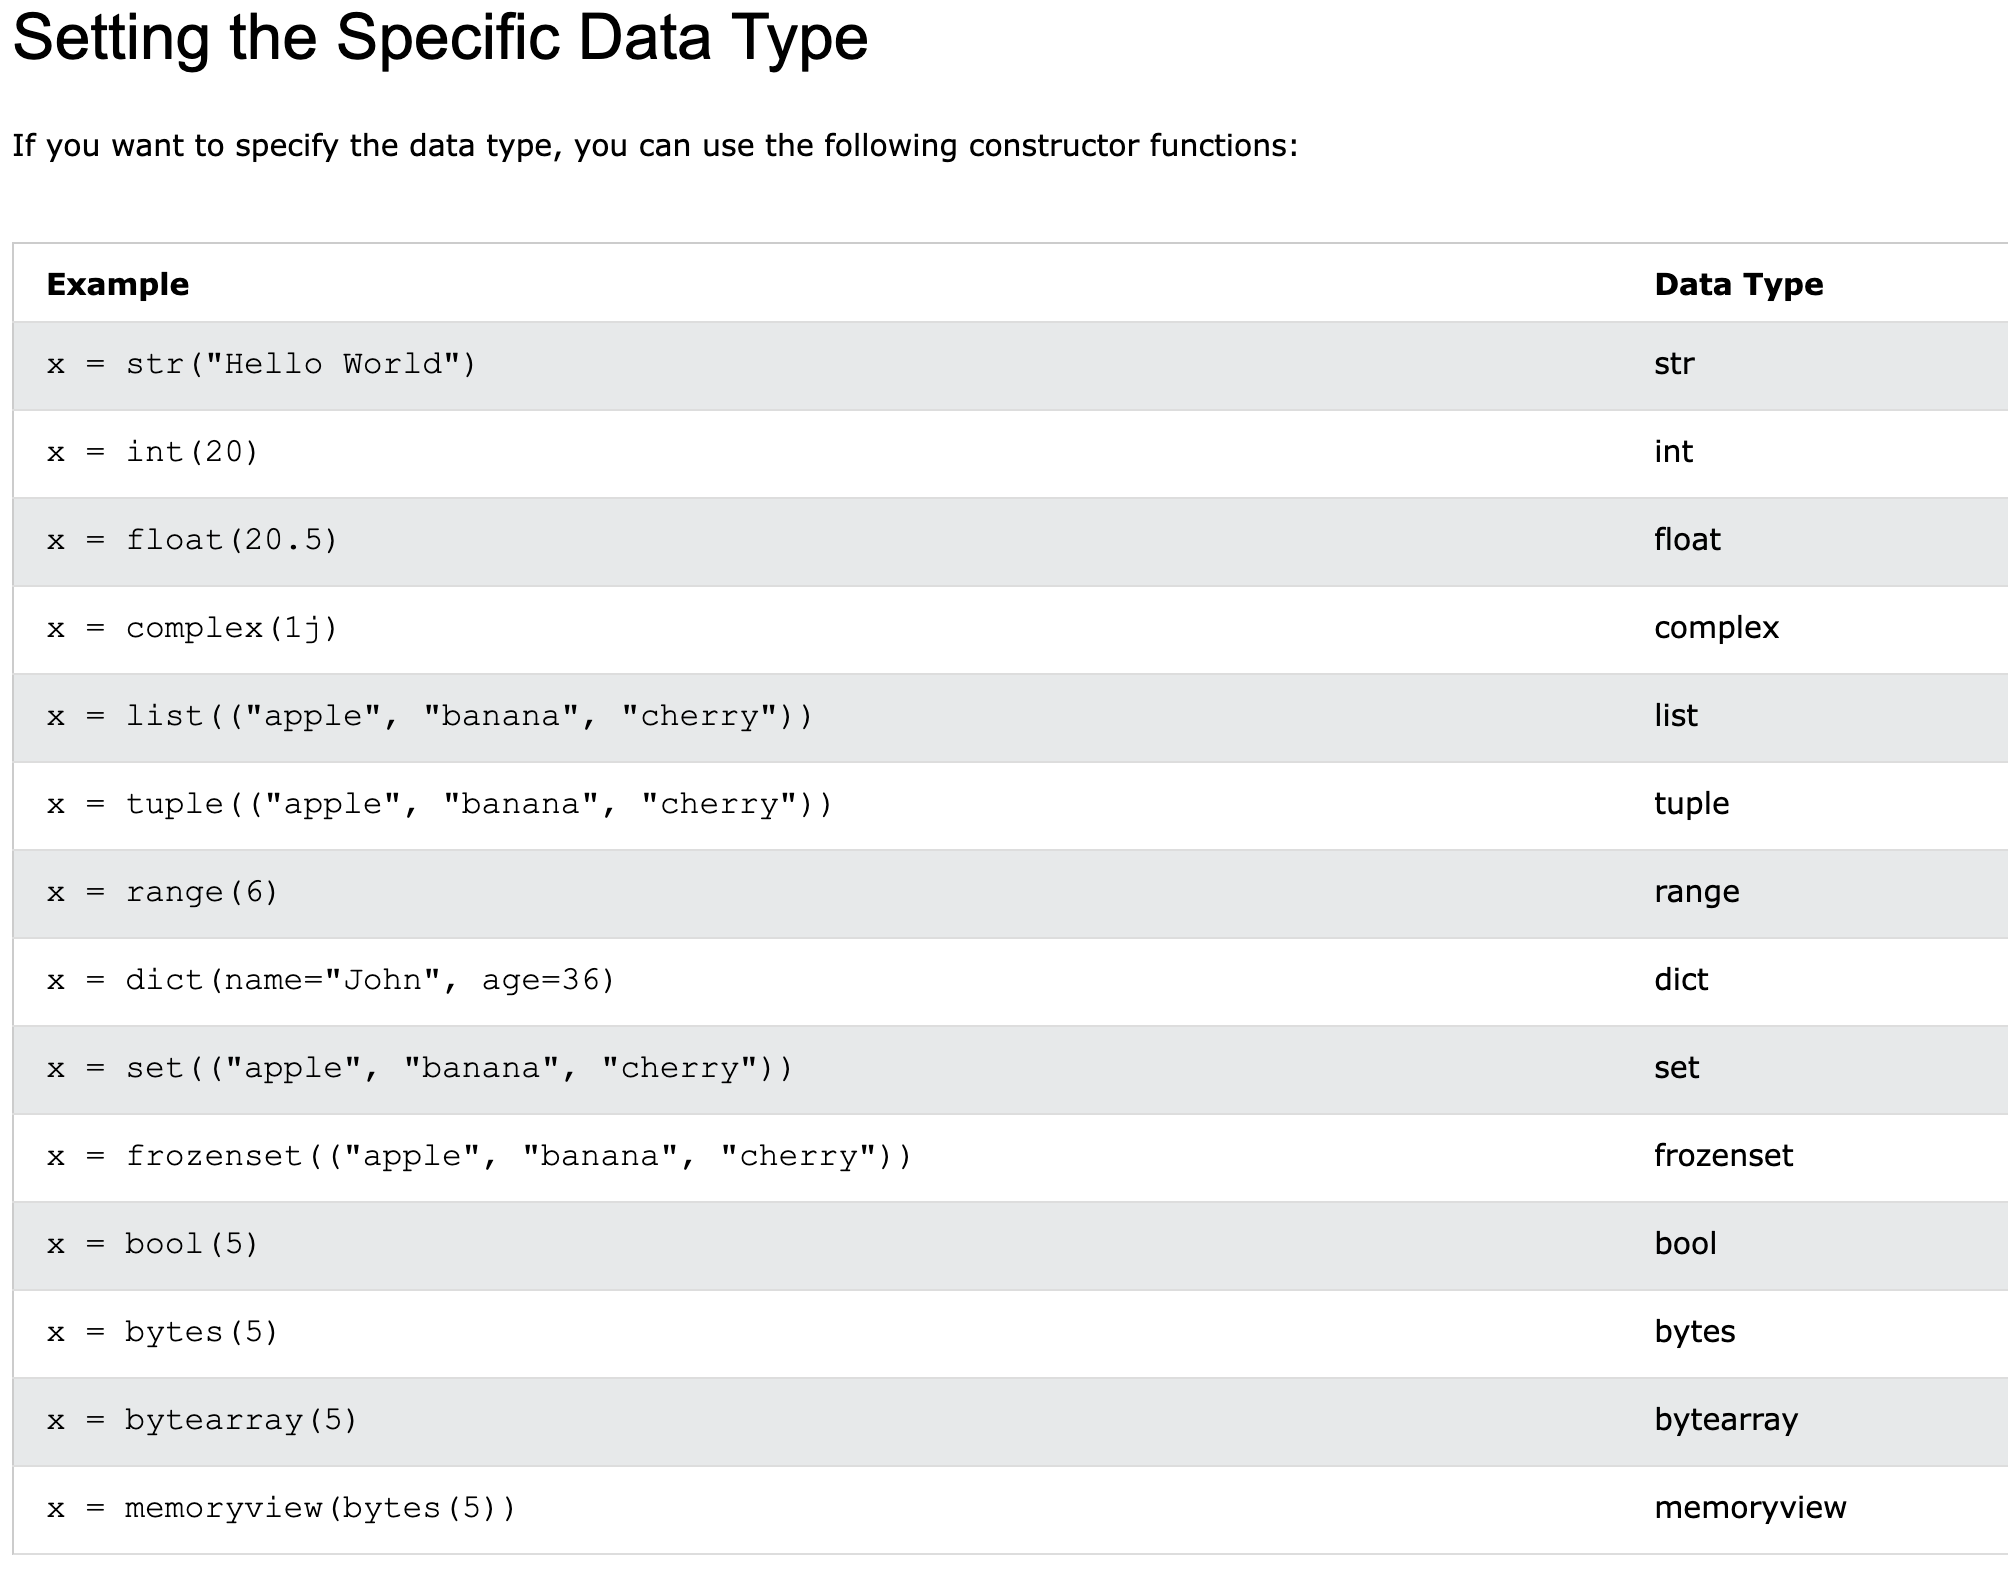 Setting the Specific Data Type
If you want to specify the data type, you can use the following constructor functions:
Example Data Type
x = str("Hello World") str
x = int(20) int
x = float(20.5) float
x = complex(1j) complex
x = list(("apple", "banana", "cherry")) list
x = tuple(("apple", "banana", "cherry")) tuple
x = range(6) range
x = dict(name="John", age=36) dict
x = set(("apple", "banana", "cherry")) set
x = frozenset(("apple", "banana", "cherry")) frozenset
x = bool(5) bool
x = bytes(5) bytes
x = bytearray(5) bytearray
x = memoryview(bytes(5)) memoryview